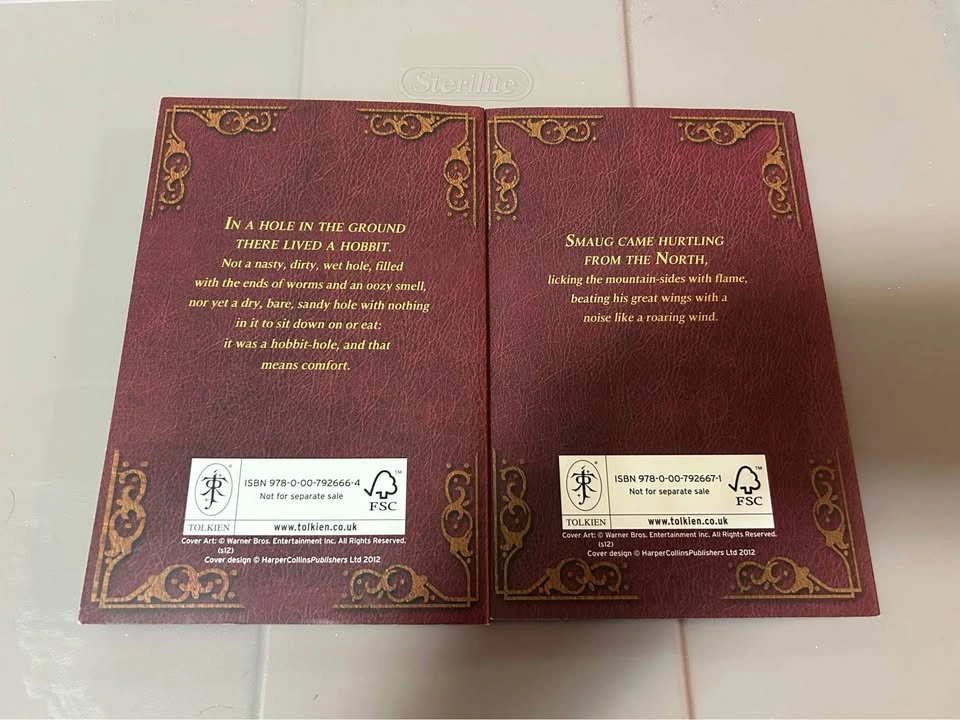 Sterilite
IN A HOLE IN THE GROUND
THERE LIVED A HOBBIT.
Not a nasty, dirty, wet hole, filled
with the ends of worms and an oozy smell,
nor yet a dry, bare, sandy hole with nothing
in it to sit down on or eat:
it was a hobbit-hole, and that
means comfort.
ISBN 978-0-00-792666-4
Not for separate sale
TM
FSC
®
TOLKIEN
www.tolkien.co.uk
Cover Art: © Warner Bros. Entertainment Inc. All Rights Reserved.
(s12)
Cover design © HarperCollinsPublishers Ltd 2012
SMAUG CAME HURTLING
FROM THE NORTH,
licking the mountain-sides with flame,
beating his great wings with a
noise like a roaring wind.
ISBN 978-0-00-792667-1
Not for separate sale
TM
FSC
®
TOLKIEN
www.tolkien.co.uk
Cover Art: © Warner Bros. Entertainment Inc. All Rights Reserved.
(s12)
Cover design © HarperCollinsPublishers Ltd 2012